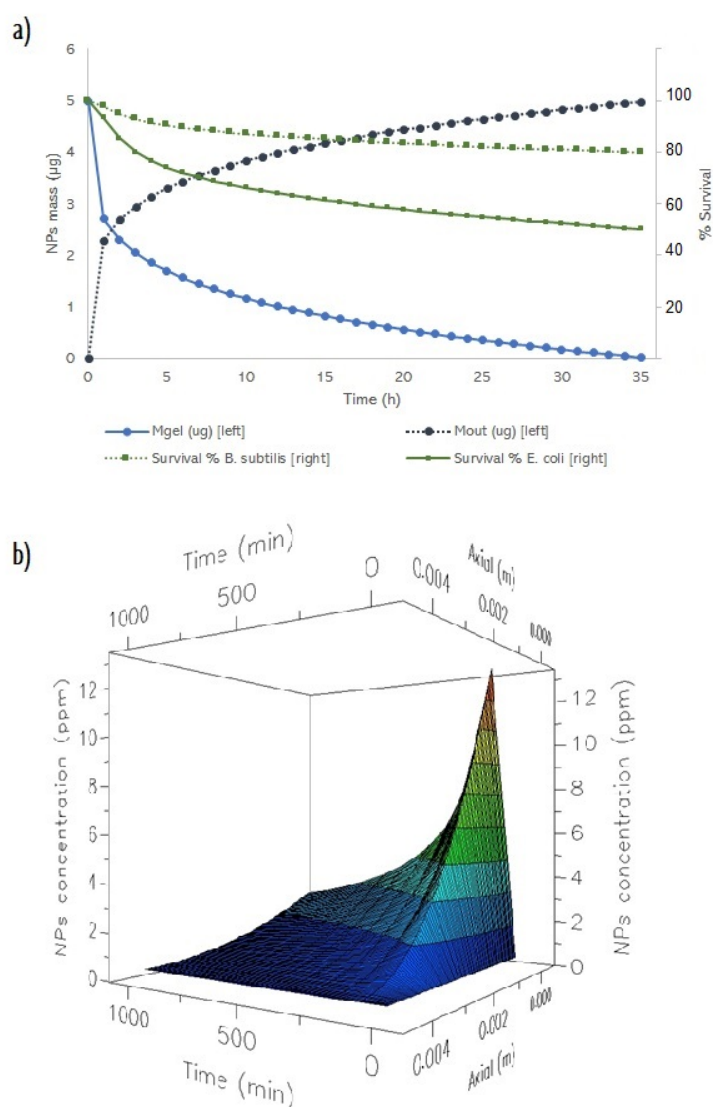 a)
6
5
4
3
2
1
0
NPs mass (µg)
100
80
60
40
20
% Survival
0 5 10 15 20 25 30 35
Time (h)
Mgel (ug) [left] Mout (ug) [left]
Survival % B. subtilis [right] Survival % E. coli [right]
b)
Time (min)
1000 500 0
Axial (m)
0.004 0.002 0.000
NPs concentration (ppm)
12
10
8
6
4
2
0
NPs concentration (ppm)
12
10
8
6
4
2
0
1000 500 0
Time (min)
0.004 0.002 0.000
Axial (m)